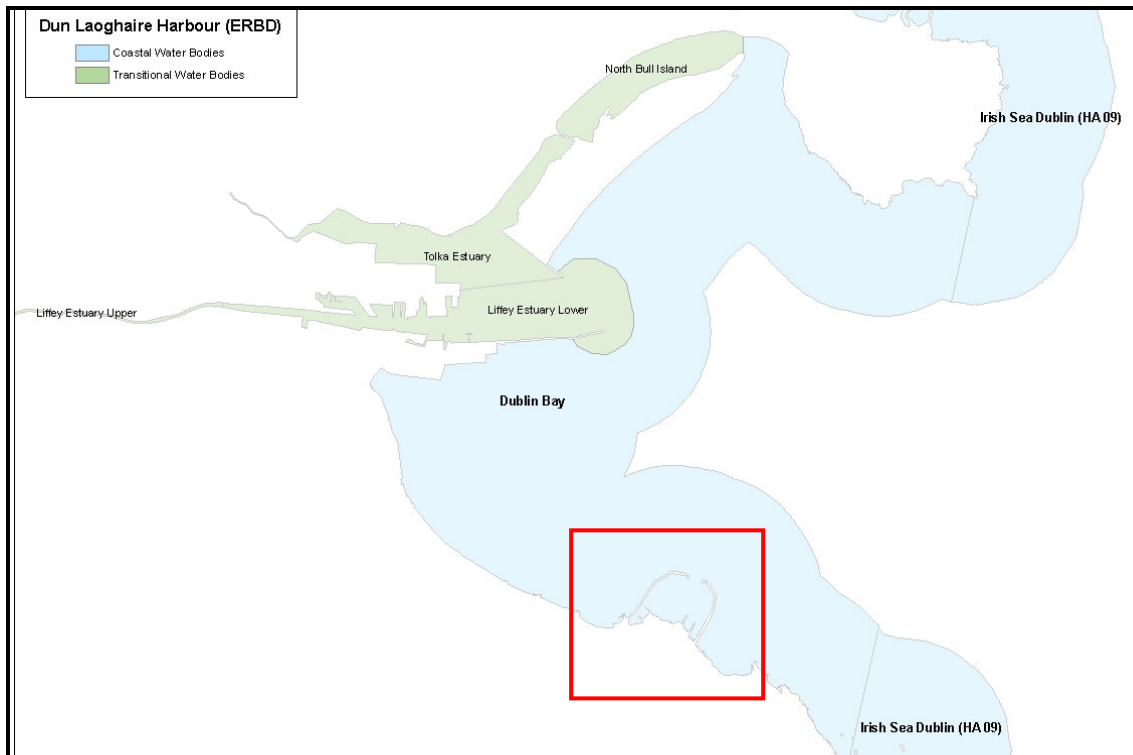 Dun Laoghaire Harbour (ERBD)
Coastal Water Bodies
Transitional Water Bodies
North Bull Island
Irish Sea Dublin (HA 09)
Tolka Estuary
Liffey Estuary Upper
Liffey Estuary Lower
Dublin Bay
Irish Sea Dublin (HA 09)